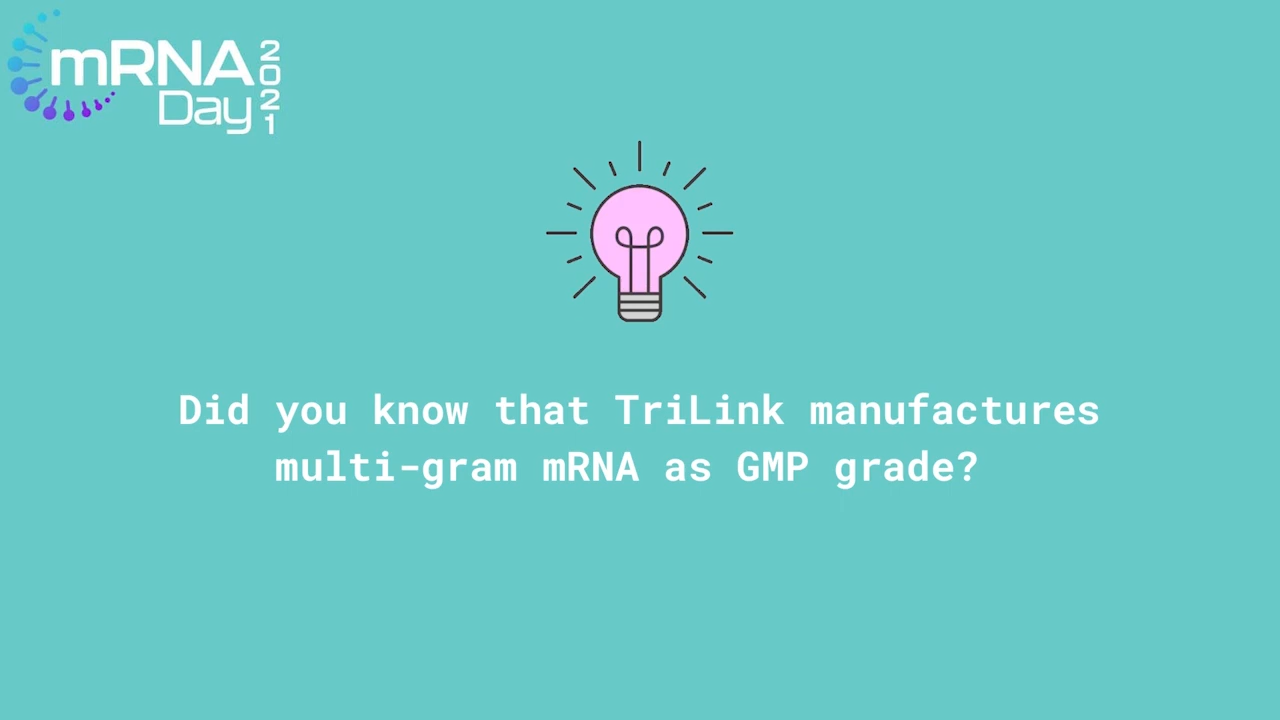 mRNA
Day
2021
Did you know that TriLink manufactures
multi-gram mRNA as GMP grade?